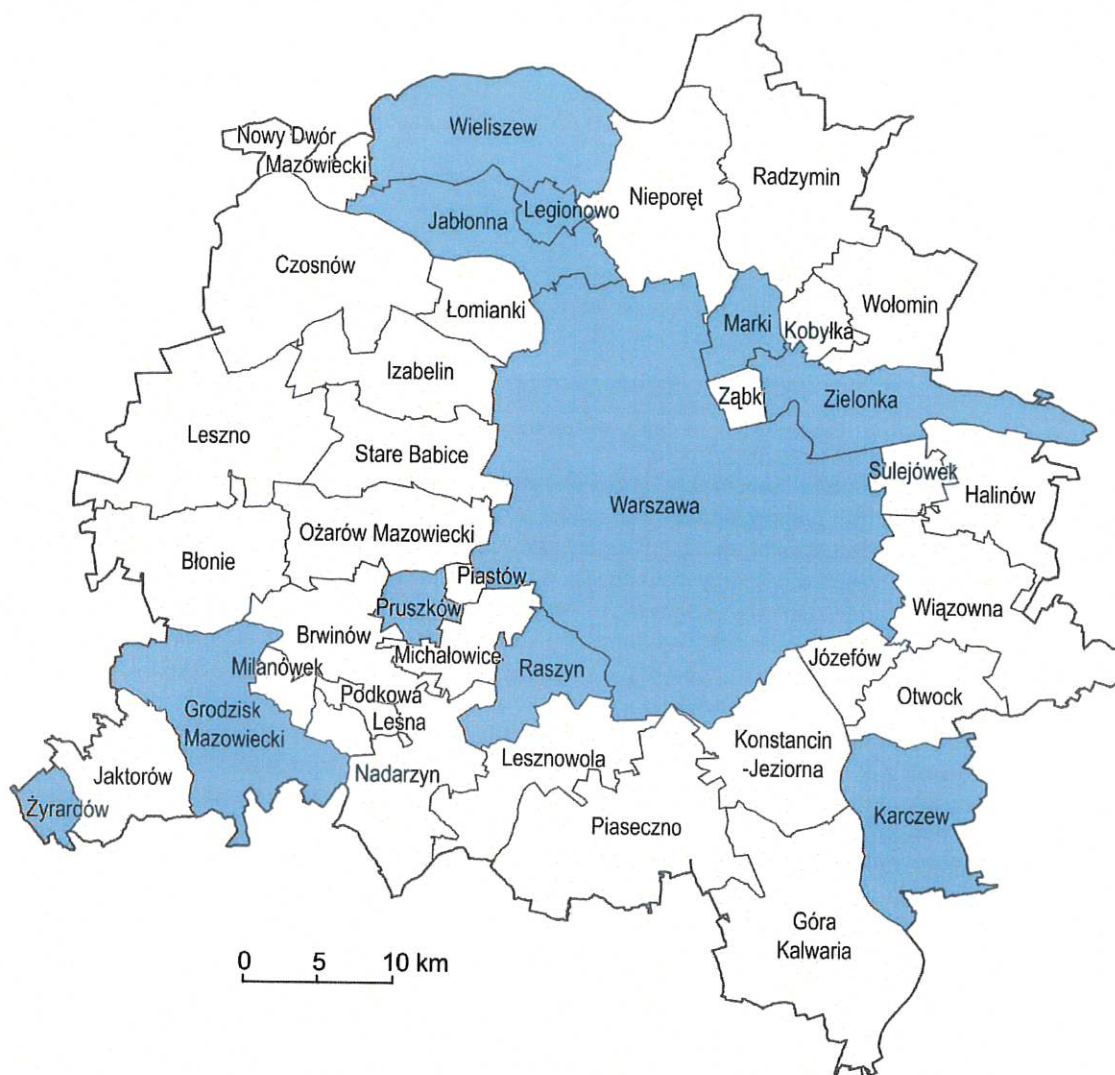 Wieliszew
Nowy Dwór
Mazowiecki
Radzymin
Nieporęt
Legionowo
Jabłonna
Czosnów
Wołomin
Łomianki
Marki
Kobyłka
Izabelin
Ząbki
Zielonka
Leszno
Stare Babice
Sulejówek
Halinów
Warszawa
Ożarów Mazowiecki
Błonie
Piastów
Pruszków
Wiązowna
Brwinów
Michałowice
Józefów
Milanówek
Raszyn
Otwock
Podkowa
Leśna
Grodzisk
Mazowiecki
Konstancin
-Jeziorna
Lesznowola
Nadarzyn
Jaktorów
Żyrardów
Karczew
Piaseczno
Góra
Kalwaria
0 5 10 km